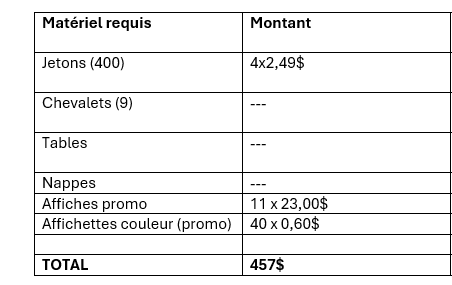 Matériel requis Montant
Jetons (400) 4x2,49$
Chevalets (9) ---
Tables ---
Nappes ---
Affiches promo 11 x 23,00$
Affichettes couleur (promo) 40 x 0,60$
TOTAL 457$